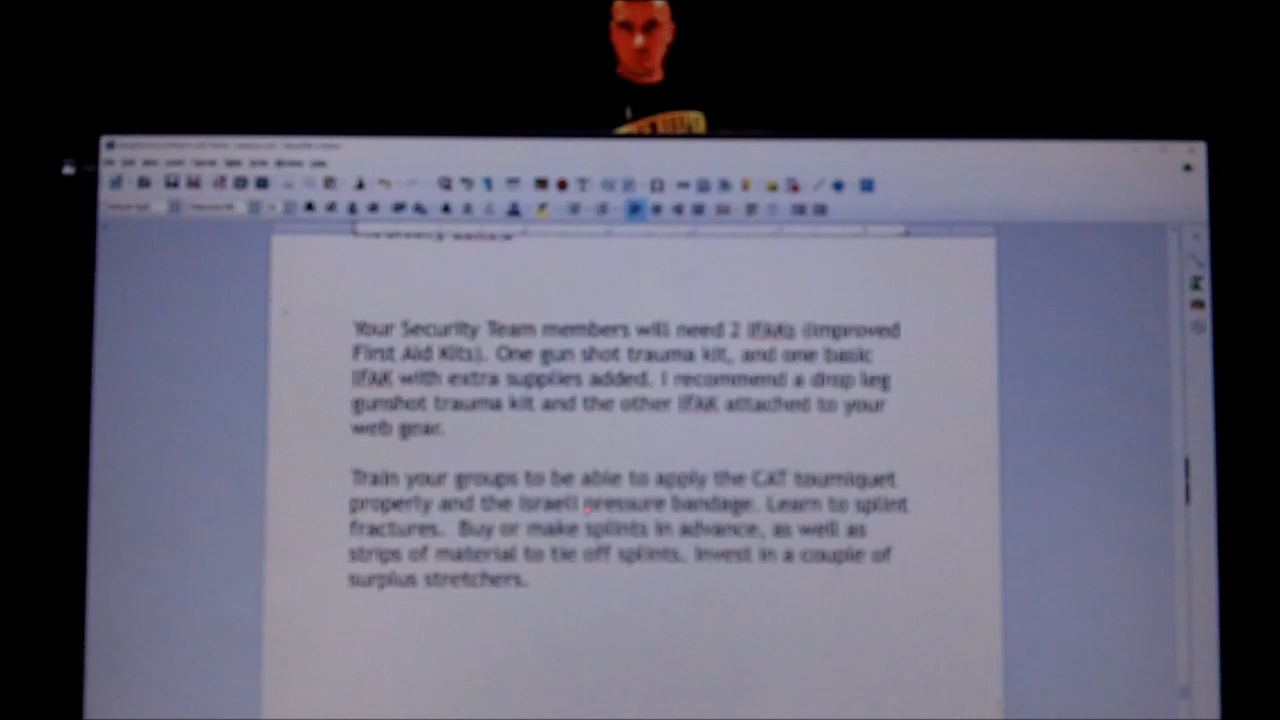 Your Security Team members will need 2 IFAKs (Improved
First Aid Kits). One gun shot trauma kit, and one basic
IFAK with extra supplies added. I recommend a drop leg
gunshot trauma kit and the other IFAK attached to your
web gear.
Train your groups to be able to apply the CAT tourniquet
properly and the Israeli pressure bandage. Learn to splint
fractures. Buy or make splints in advance, as well as
strips of material to tie off splints. Invest in a couple of
surplus stretchers.